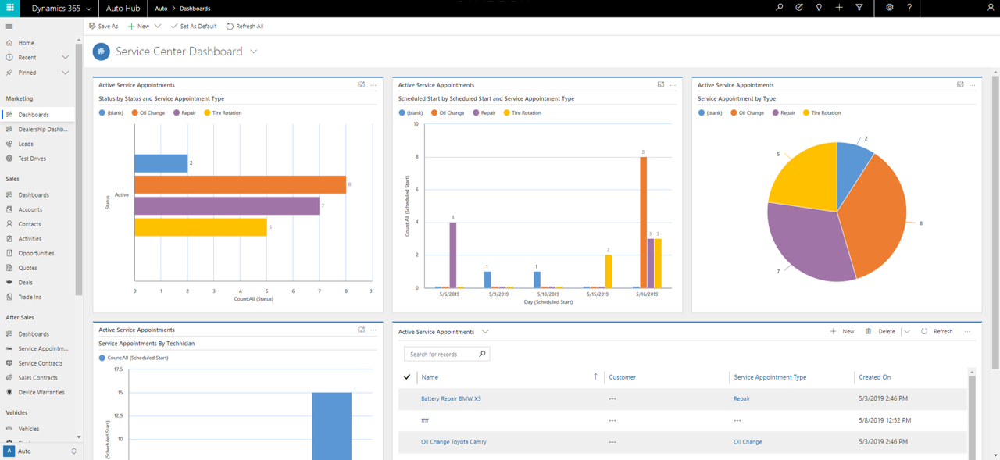 Dynamics 365 Auto Hub Auto > Dashboards
Save As New Set As Default Refresh All
Service Center Dashboard
Home
Recent
Pinned
Marketing
Dashboards
Dealership Dashb...
Leads
Test Drives
Sales
Dashboards
Accounts
Contacts
Activities
Opportunities
Quotes
Deals
Trade Ins
After Sales
Dashboards
Service Appointm...
Service Contracts
Sales Contracts
Device Warranties
Vehicles
Vehicles
A Auto
Active Service Appointments
Status by Status and Service Appointment Type
(blank) Oil Change Repair Tire Rotation
Status
Active
2
8
7
5
0 1 2 3 4 5 6 7 8 9
Count:All (Status)
Active Service Appointments
Scheduled Start by Scheduled Start and Service Appointment Type
(blank) Oil Change Repair Tire Rotation
Count:All (Scheduled Start)
10
8
6
4
2
0
4 1 1 2 8 3 3
5/6/2019 5/9/2019 5/10/2019 5/15/2019 5/16/2019
Day (Scheduled Start)
Active Service Appointments
Service Appointment by Type
(blank) Oil Change Repair Tire Rotation
2
5
8
7
Active Service Appointments
Service Appointments By Technician
Count:All (Scheduled Start)
17.5
15
12.5
10
(Scheduled Start)
Active Service Appointments New Delete Refresh
Search for records
Name Customer Service Appointment Type Created On
Battery Repair BMW X3 --- Repair 5/3/2019 2:46 PM
ffff --- --- 5/8/2019 12:52 PM
Oil Change Toyota Camry --- Oil Change 5/3/2019 2:46 PM